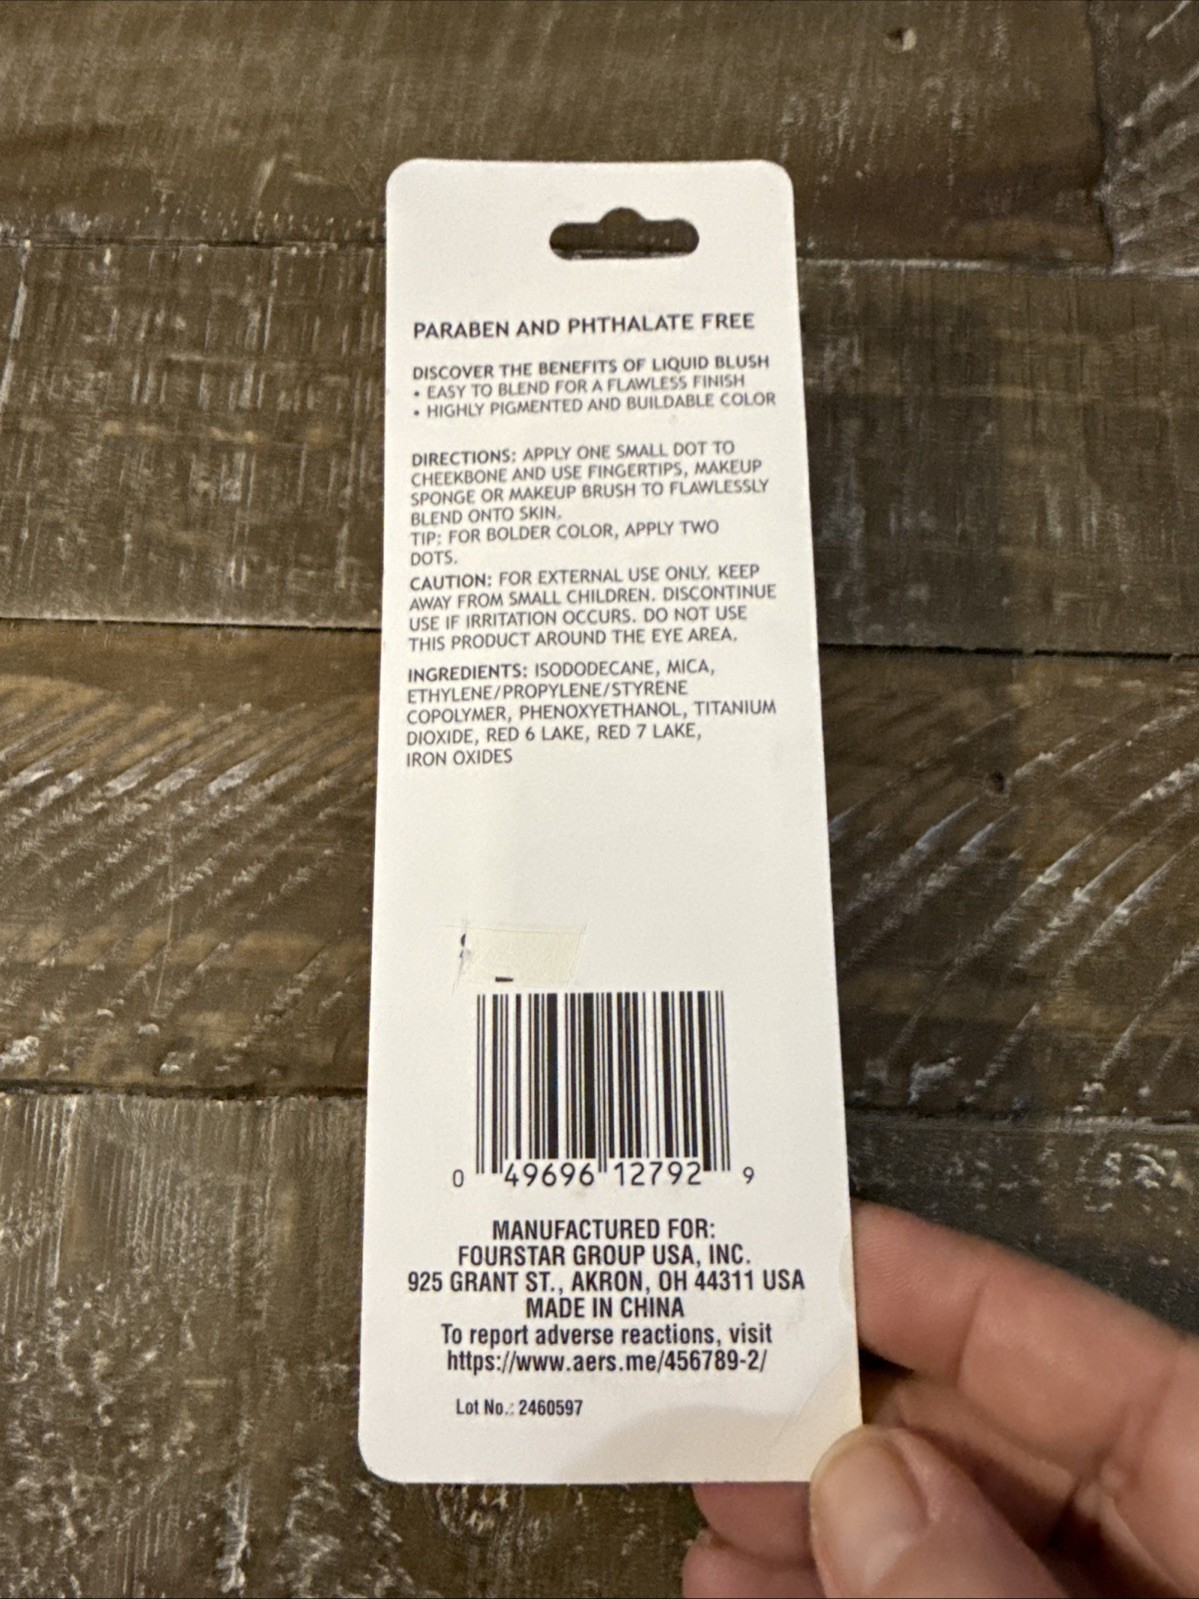 PARABEN AND PHTHALATE FREE
DISCOVER THE BENEFITS OF LIQUID BLUSH
• EASY TO BLEND FOR A FLAWLESS FINISH
• HIGHLY PIGMENTED AND BUILDABLE COLOR
DIRECTIONS: APPLY ONE SMALL DOT TO
CHEEKBONE AND USE FINGERTIPS, MAKEUP
SPONGE OR MAKEUP BRUSH TO FLAWLESSLY
BLEND ONTO SKIN.
TIP: FOR BOLDER COLOR, APPLY TWO
DOTS.
CAUTION: FOR EXTERNAL USE ONLY. KEEP
AWAY FROM SMALL CHILDREN. DISCONTINUE
USE IF IRRITATION OCCURS. DO NOT USE
THIS PRODUCT AROUND THE EYE AREA.
INGREDIENTS: ISODODECANE, MICA,
ETHYLENE/PROPYLENE/STYRENE
COPOLYMER, PHENOXYETHANOL, TITANIUM
DIOXIDE, RED 6 LAKE, RED 7 LAKE,
IRON OXIDES
0 49696 12792 9
MANUFACTURED FOR:
FOURSTAR GROUP USA, INC.
925 GRANT ST., AKRON, OH 44311 USA
MADE IN CHINA
To report adverse reactions, visit
https://www.aers.me/456789-2/
Lot No.: 2460597